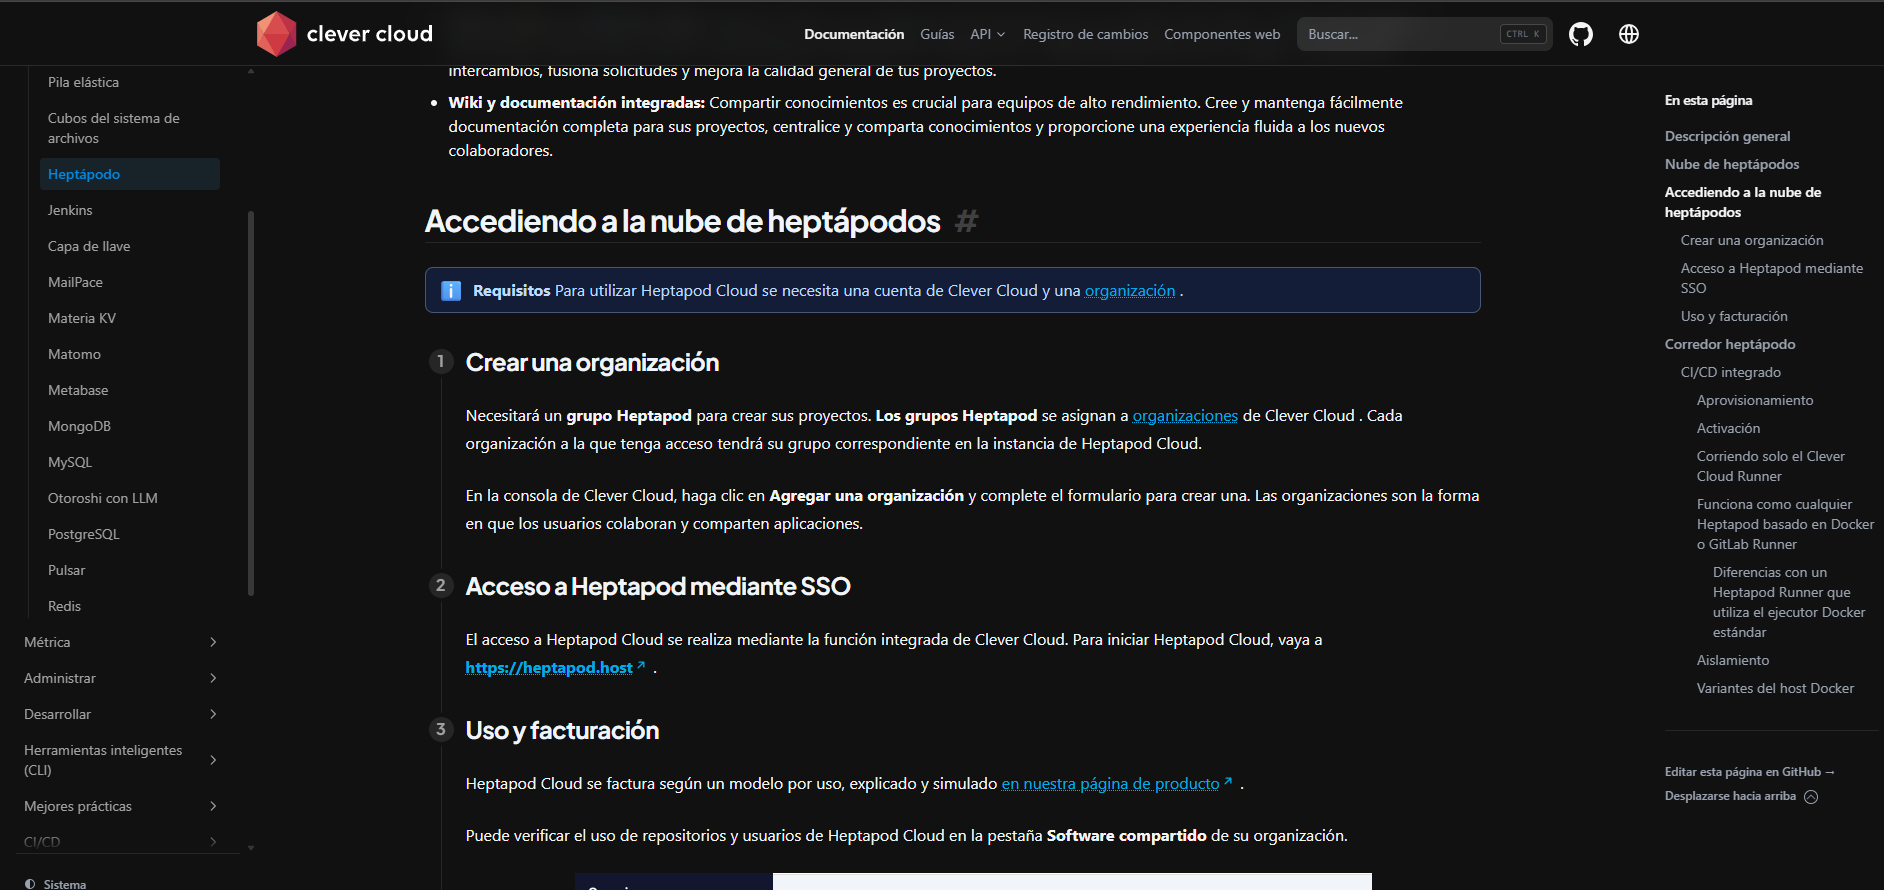 clever cloud
Documentación
Guías
API
Registro de cambios
Componentes web
Buscar...
CTRL K
Pila elástica
Cubos del sistema de
archivos
Heptápodo
Jenkins
Capa de llave
MailPace
Materia KV
Matomo
Metabase
MongoDB
MySQL
Otoroshi con LLM
PostgreSQL
Pulsar
Redis
Métrica
Administrar
Desarrollar
Herramientas inteligentes
(CLI)
Mejores prácticas
CI/CD
Sistema
intercambios, fusiona solicitudes y mejora la calidad general de tus proyectos.
• Wiki y documentación integradas: Compartir conocimientos es crucial para equipos de alto rendimiento. Cree y mantenga fácilmente
documentación completa para sus proyectos, centralice y comparta conocimientos y proporcione una experiencia fluida a los nuevos
colaboradores.
Accediendo a la nube de heptápodos #
Requisitos Para utilizar Heptapod Cloud se necesita una cuenta de Clever Cloud y una organización .
1 Crear una organización
Necesitará un grupo Heptapod para crear sus proyectos. Los grupos Heptapod se asignan a organizaciones de Clever Cloud . Cada
organización a la que tenga acceso tendrá su grupo correspondiente en la instancia de Heptapod Cloud.
En la consola de Clever Cloud, haga clic en Agregar una organización y complete el formulario para crear una. Las organizaciones son la forma
en que los usuarios colaboran y comparten aplicaciones.
2 Acceso a Heptapod mediante SSO
El acceso a Heptapod Cloud se realiza mediante la función integrada de Clever Cloud. Para iniciar Heptapod Cloud, vaya a
https://heptapod.host ↗ .
3 Uso y facturación
Heptapod Cloud se factura según un modelo por uso, explicado y simulado en nuestra página de producto ↗ .
Puede verificar el uso de repositorios y usuarios de Heptapod Cloud en la pestaña Software compartido de su organización.
En esta página
Descripción general
Nube de heptápodos
Accediendo a la nube de
heptápodos
Crear una organización
Acceso a Heptapod mediante
SSO
Uso y facturación
Corredor heptápodo
CI/CD integrado
Aprovisionamiento
Activación
Corriendo solo el Clever
Cloud Runner
Funciona como cualquier
Heptapod basado en Docker
o GitLab Runner
Diferencias con un
Heptapod Runner que
utiliza el ejecutor Docker
estándar
Aislamiento
Variantes del host Docker
Editar esta página en GitHub →
Desplazarse hacia arriba